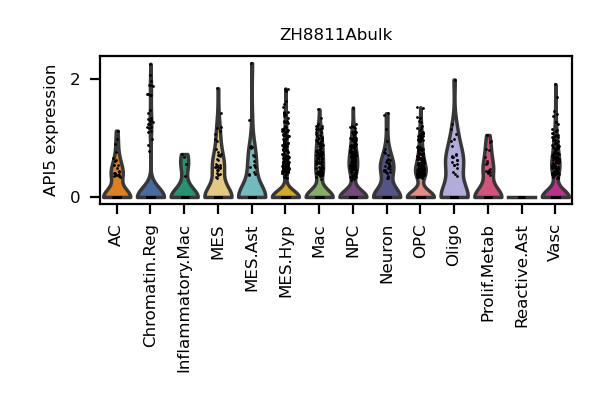 ZH8811Abulk
API5 expression
2
0
AC
Chromatin.Reg
Inflammatory.Mac
MES
MES.Ast
MES.Hyp
Mac
NPC
Neuron
OPC
Oligo
Prolif.Metab
Reactive.Ast
Vasc